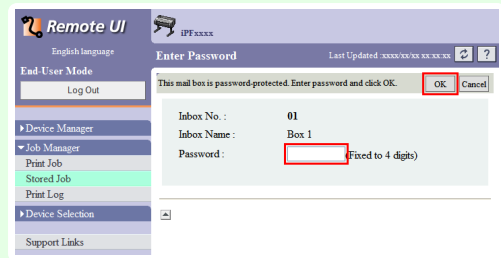 Remote UI
English language
End-User Mode
Log Out
Device Manager
Job Manager
Print Job
Stored Job
Print Log
Device Selection
Support Links
iPFxxxx
Enter Password
Last Updated :xxxx/xx/xx xx:xx:xx
?
This mail box is password-protected. Enter password and click OK.
OK
Cancel
Inbox No. : 01
Inbox Name : Box 1
Password : (Fixed to 4 digits)